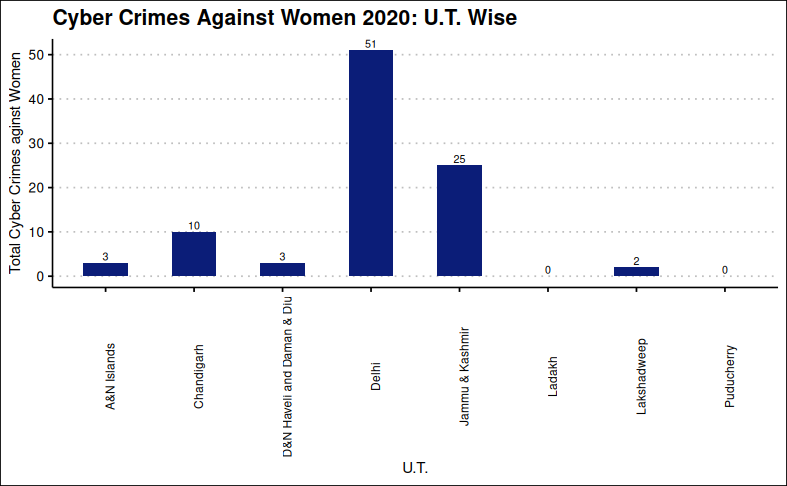 Cyber Crimes Against Women 2020: U.T. Wise
Total Cyber Crimes aginst Women
50
40
30
20
10
0
3
10
3
51
25
0
2
0
A&N Islands
Chandigarh
D&N Haveli and Daman & Diu
Delhi
Jammu & Kashmir
Ladakh
Lakshadweep
Puducherry
U.T.